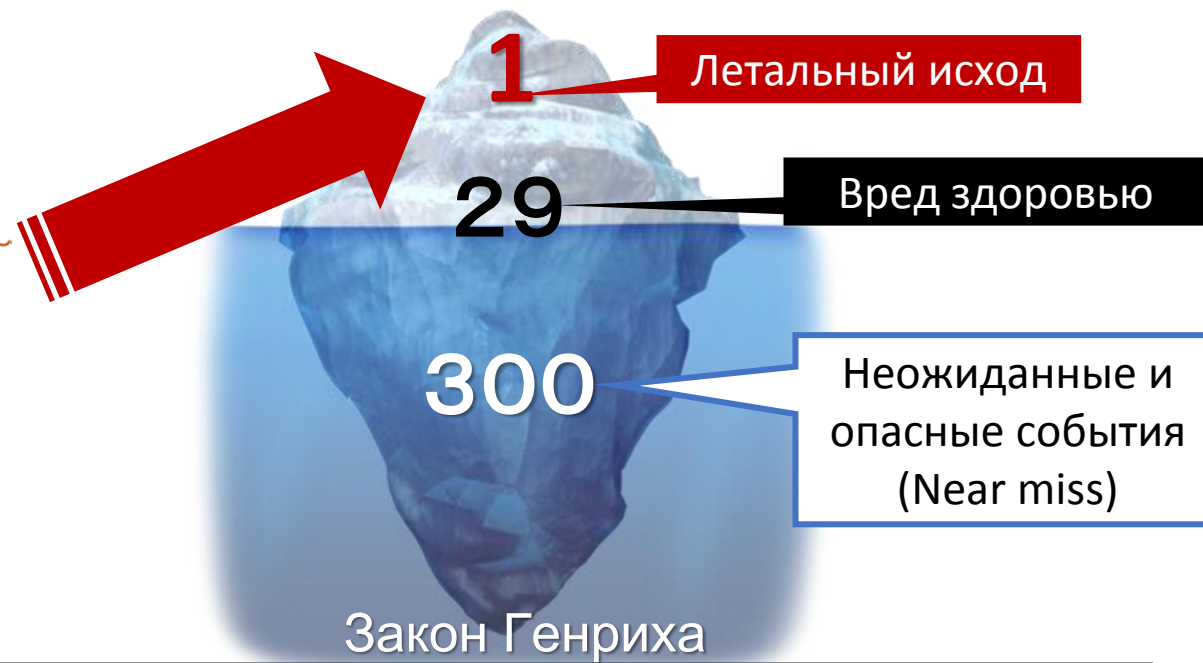 1
Летальный исход
29
Вред здоровью
300
Неожиданные и
опасные события
(Near miss)
Закон Генриха